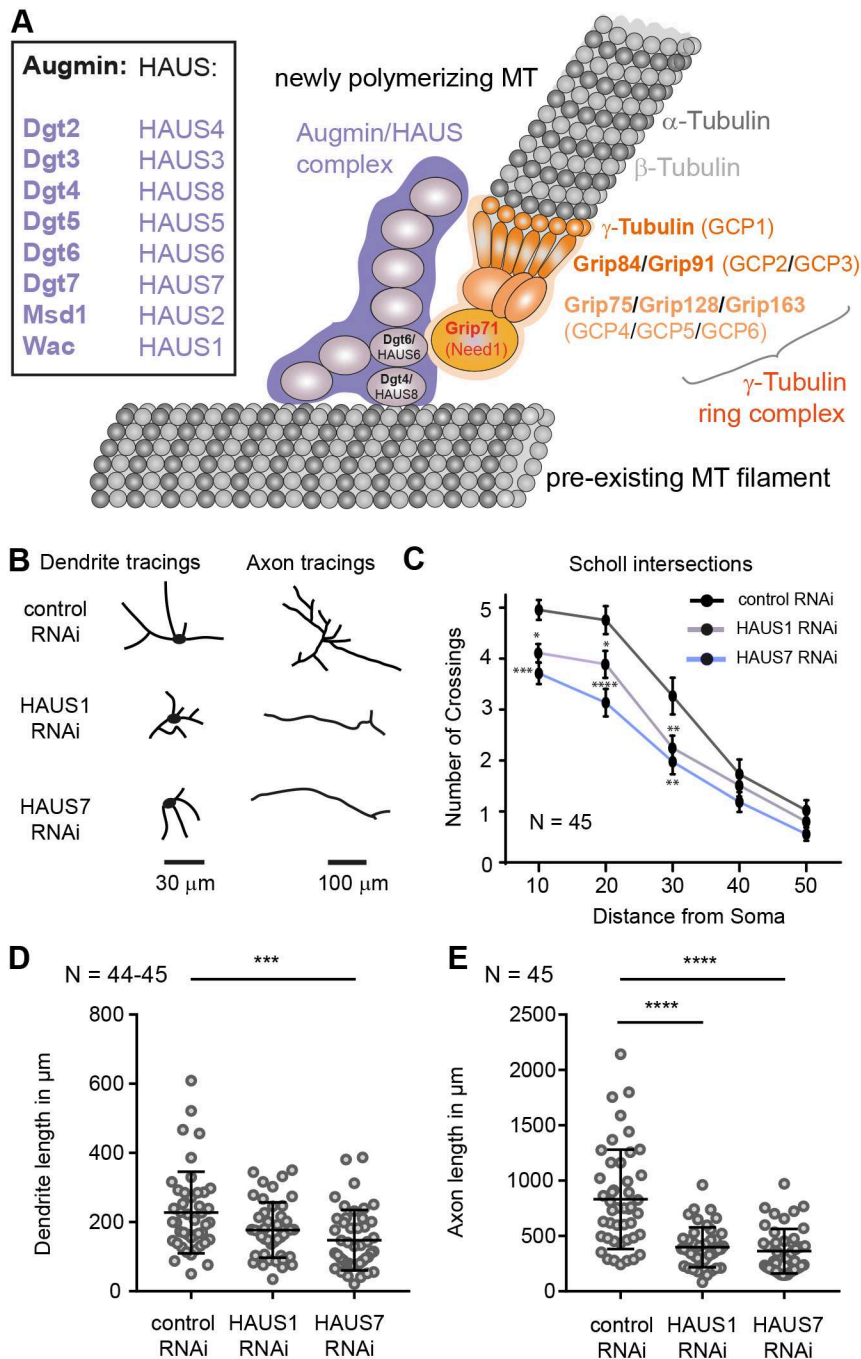 A
Augmin: HAUS:
Dgt2 HAUS4
Dgt3 HAUS3
Dgt4 HAUS8
Dgt5 HAUS5
Dgt6 HAUS6
Dgt7 HAUS7
Msd1 HAUS2
Wac HAUS1
newly polymerizing MT
Augmin/HAUS
complex
α-Tubulin
β-Tubulin
γ-Tubulin (GCP1)
Grip84/Grip91 (GCP2/GCP3)
Grip75/Grip128/Grip163
(GCP4/GCP5/GCP6)
Grip71
(Need1)
Dgt6/
HAUS6
Dgt4/
HAUS8
γ-Tubulin
ring complex
pre-existing MT filament
B
Dendrite tracings Axon tracings
control
RNAi
HAUS1
RNAi
HAUS7
RNAi
30 μm 100 μm
C
Scholl intersections
Number of Crossings
5
4
3
2
1
0
control RNAi
HAUS1 RNAi
HAUS7 RNAi
*
***
*
****
**
**
N = 45
10 20 30 40 50
Distance from Soma
D
N = 44-45
***
Dendrite length in μm
800
600
400
200
0
control
RNAi
HAUS1
RNAi
HAUS7
RNAi
E
N = 45
****
****
Axon length in μm
2500
2000
1500
1000
500
0
control
RNAi
HAUS1
RNAi
HAUS7
RNAi